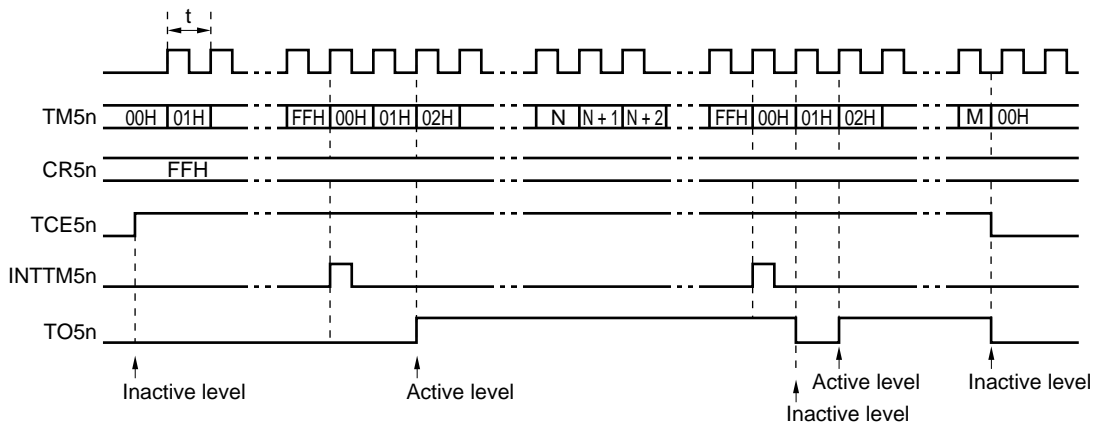 t
TM5n 00H 01H FFH 00H 01H 02H N N + 1 N + 2 FFH 00H 01H 02H M 00H
CR5n FFH
TCE5n
INTTM5n
TO5n
Inactive level Active level Active level Inactive level
Inactive level